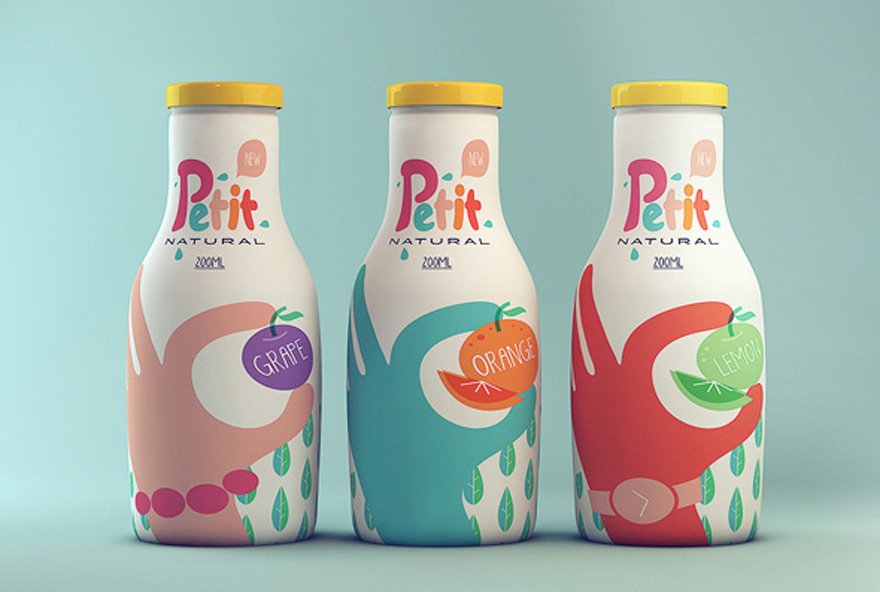 NEW
Petit
NATURAL
200ML
GRAPE
NEW
Petit
NATURAL
200ML
ORANGE
NEW
Petit
NATURAL
200ML
LEMON